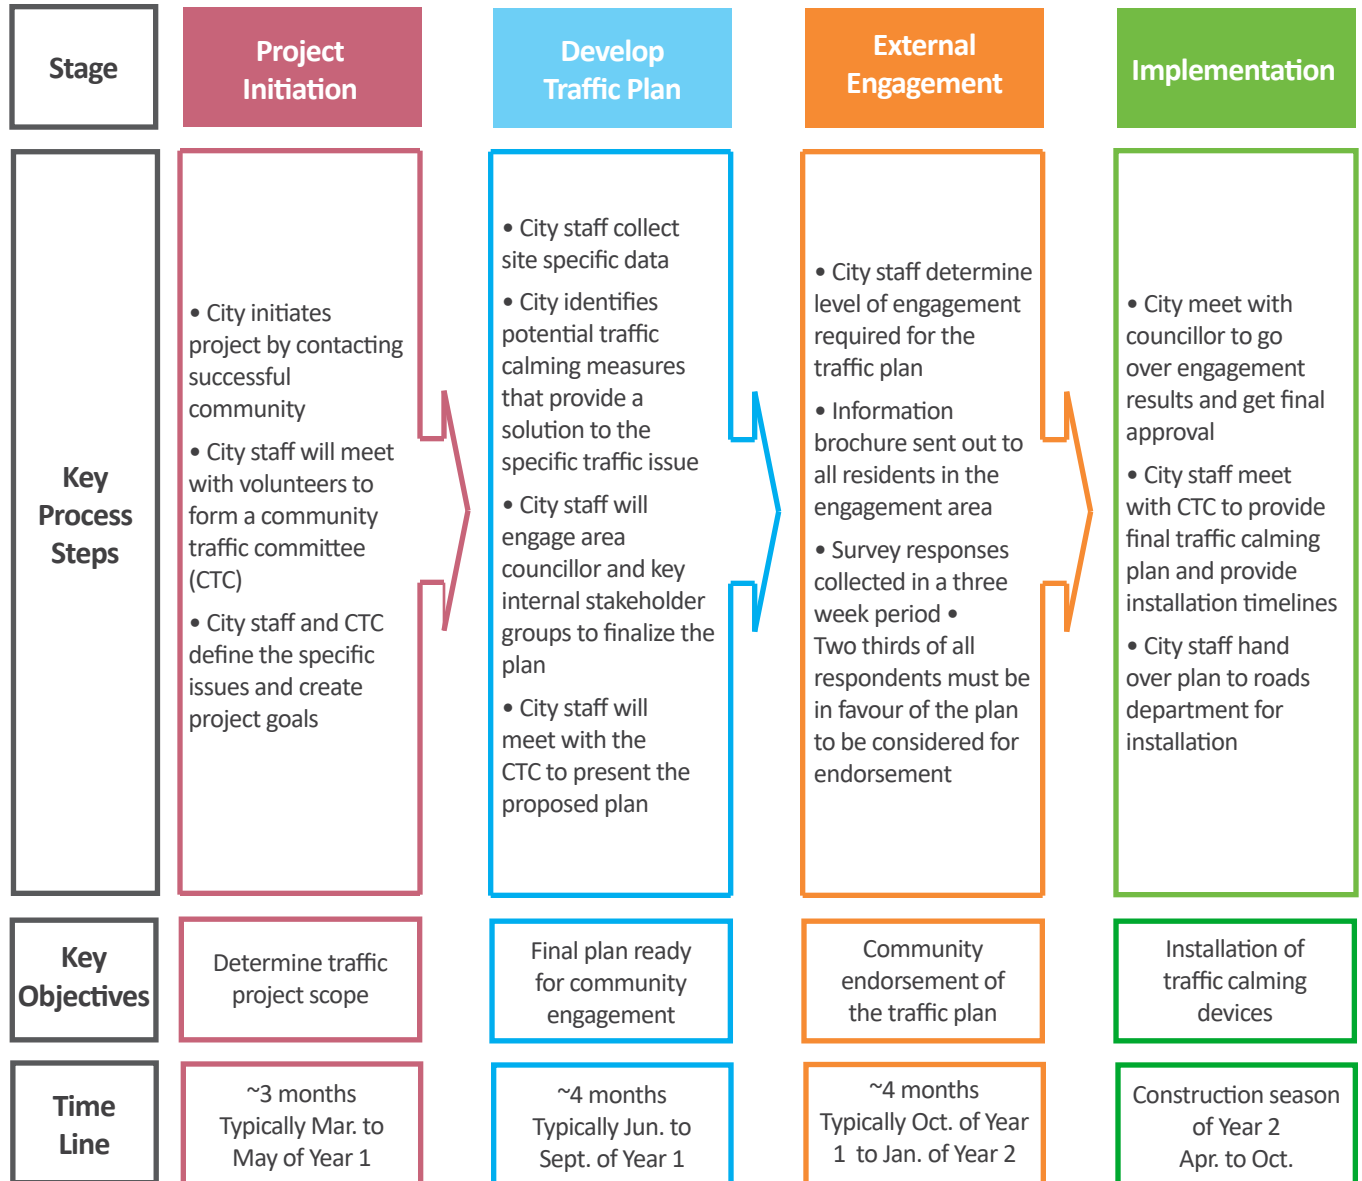 Stage
Project
Initiation
Develop
Traffic Plan
External
Engagement
Implementation
Key
Process
Steps
• City initiates
project by contacting
successful
community
• City staff will meet
with volunteers to
form a community
traffic committee
(CTC)
• City staff and CTC
define the specific
issues and create
project goals
• City staff collect
site specific data
• City identifies
potential traffic
calming measures
that provide a
solution to the
specific traffic issue
• City staff will
engage area
councillor and key
internal stakeholder
groups to finalize the
plan
• City staff will
meet with the
CTC to present the
proposed plan
• City staff determine
level of engagement
required for the
traffic plan
• Information
brochure sent out to
all residents in the
engagement area
• Survey responses
collected in a three
week period •
Two thirds of all
respondents must be
in favour of the plan
to be considered for
endorsement
• City meet with
councillor to go
over engagement
results and get final
approval
• City staff meet
with CTC to provide
final traffic calming
plan and provide
installation timelines
• City staff hand
over plan to roads
department for
installation
Key
Objectives
Determine traffic
project scope
Final plan ready
for community
engagement
Community
endorsement of
the traffic plan
Installation of
traffic calming
devices
Time
Line
~3 months
Typically Mar. to
May of Year 1
~4 months
Typically Jun. to
Sept. of Year 1
~4 months
Typically Oct. of Year
1 to Jan. of Year 2
Construction season
of Year 2
Apr. to Oct.